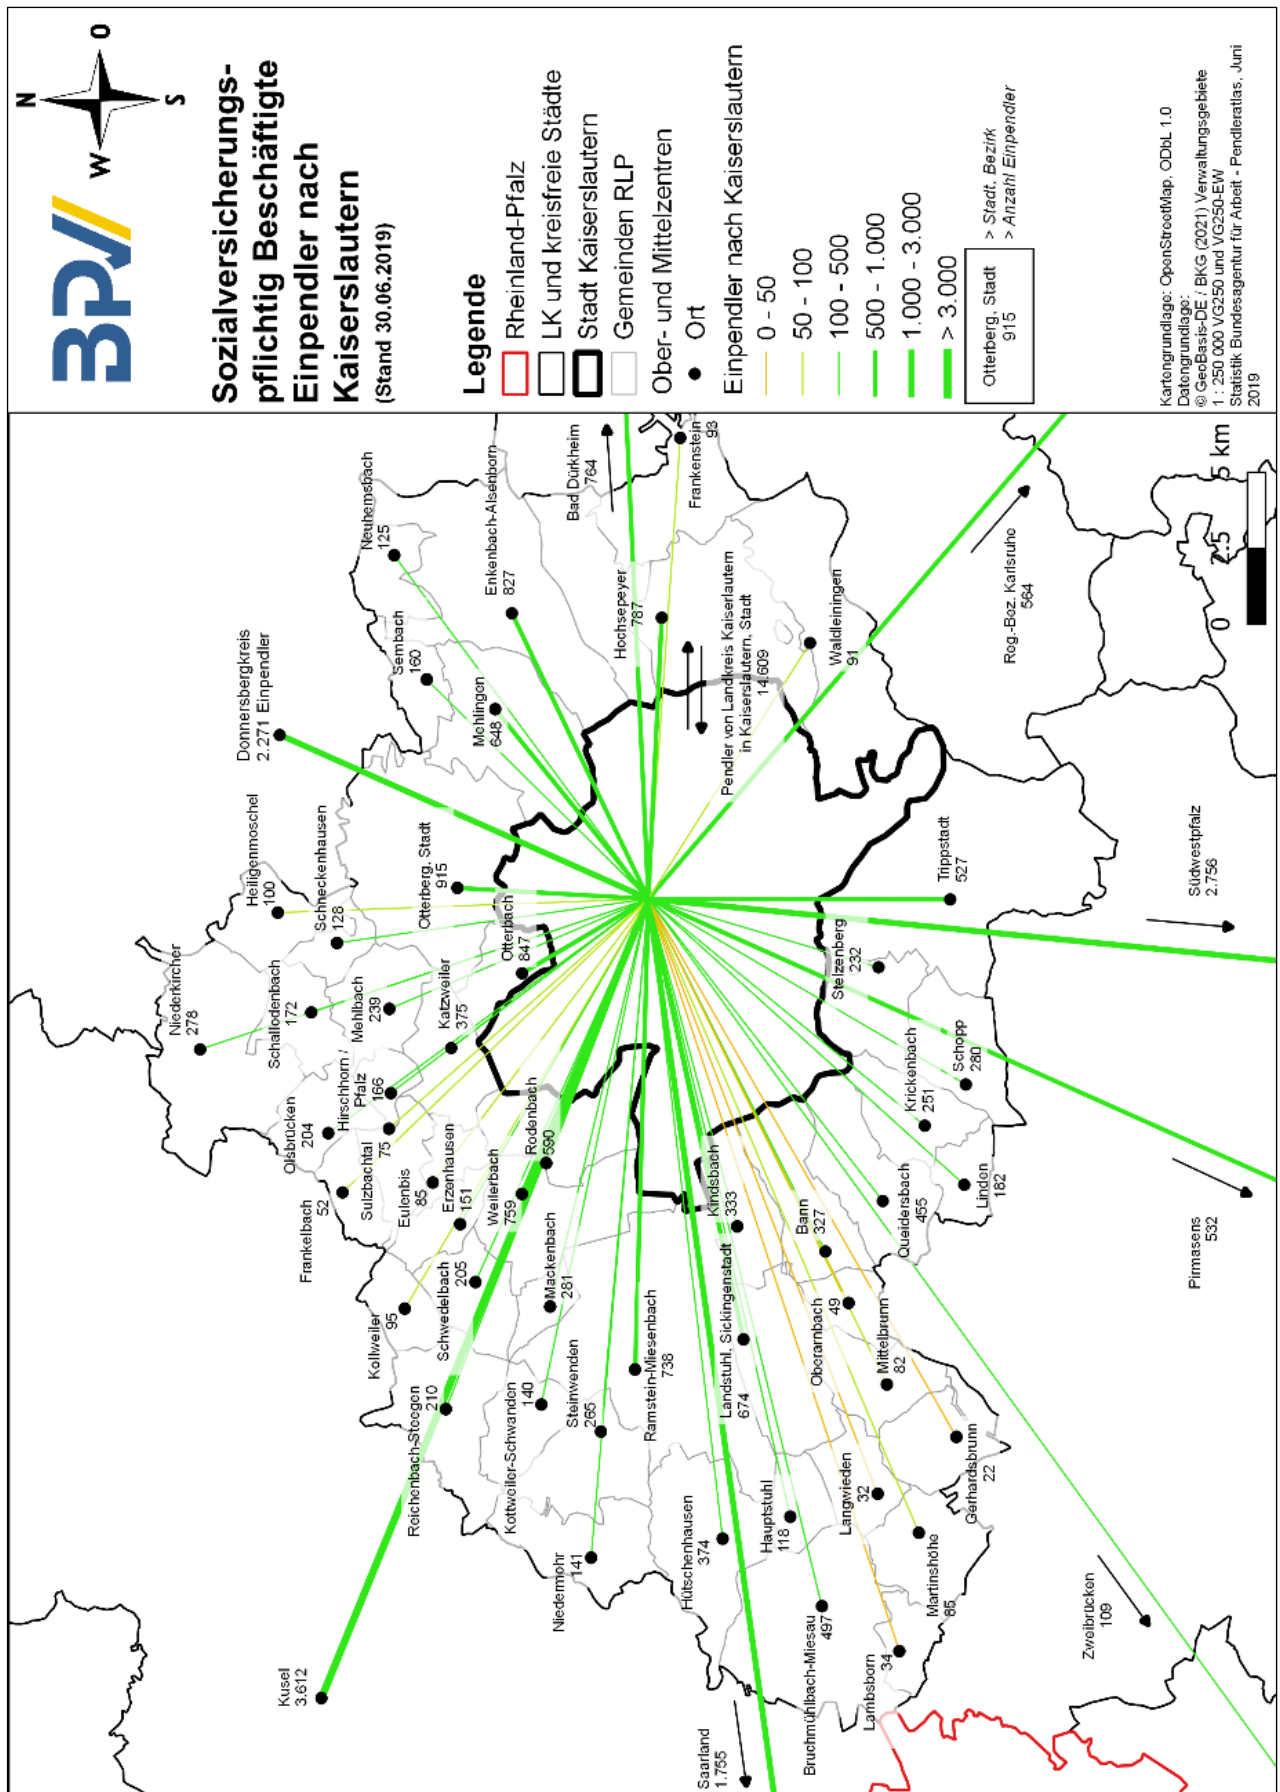 BPV
N
O
S
W
Sozialversicherungs-
pflichtig Beschäftigte
Einpendler nach
Kaiserslautern
(Stand 30.06.2019)
Legende
Rheinland-Pfalz
LK und kreisfreie Städte
Stadt Kaiserslautern
Gemeinden RLP
Ober- und Mittelzentren
Ort
Einpendler nach Kaiserslautern
0 - 50
50 - 100
100 - 500
500 - 1.000
1.000 - 3.000
> 3.000
Otterberg, Stadt
915
> Stadt, Bezirk
> Anzahl Einpendler
Kartengrundlage: OpenStreetMap, ODbL 1.0
Datengrundlage:
© GeoBasis-DE / BKG (2021) Verwaltungsgebiete
1 : 250 000 VG250 und VG250-EW
Statistik Bundesagentur für Arbeit - Pendleratlas, Juni
2019
Kusel
3.612
Donnersbergkreis
2.271 Einpendler
Niederkircher
278
Heiligenmoschel
100
Schneckenhausen
128
Schallodenbach
172
Mehlbach
239
Otterberg, Stadt
915
Otterbach
847
Katzweiler
375
Hirschhorn /
Pfalz
166
Olsbrücken
204
Sulzbachtal
75
Frankelbach
52
Eulenbis
85
Erzenhausen
151
Kollweiler
95
Schwedelbach
205
Weilerbach
759
Rodenbach
590
Mackenbach
281
Reichenbach-Steegen
210
Kottweiler-Schwanden
140
Steinwenden
265
Ramstein-Miesenbach
738
Niedermohr
141
Hütschenhausen
374
Neuhemsbach
125
Sembach
160
Mehlingen
648
Enkenbach-Alsenborn
827
Bad Dürkheim
764
Hochsepeyer
787
Frankenstein
93
Pendler von Landkreis Kaiserlautern
in Kaiserslautern, Stadt
14.609
Waldleiningen
91
Reg.-Bez. Karlsruhe
564
0
2.5
5 km
Trippstadt
527
Südwestpfalz
2.756
Stelzenberg
232
Schopp
280
Krickenbach
251
Linden
182
Queidersbach
455
Pirmasens
532
Kindsbach
333
Landstuhl, Sickingenstadt
674
Bann
327
Oberarnbach
49
Mittelbrunn
82
Gerhardsbrunn
22
Langwieden
32
Hauptstuhl
118
Martinshöhe
85
Bruchmühlbach-Miesau
497
Lambsborn
34
Zweibrücken
109
Saarland
1.755